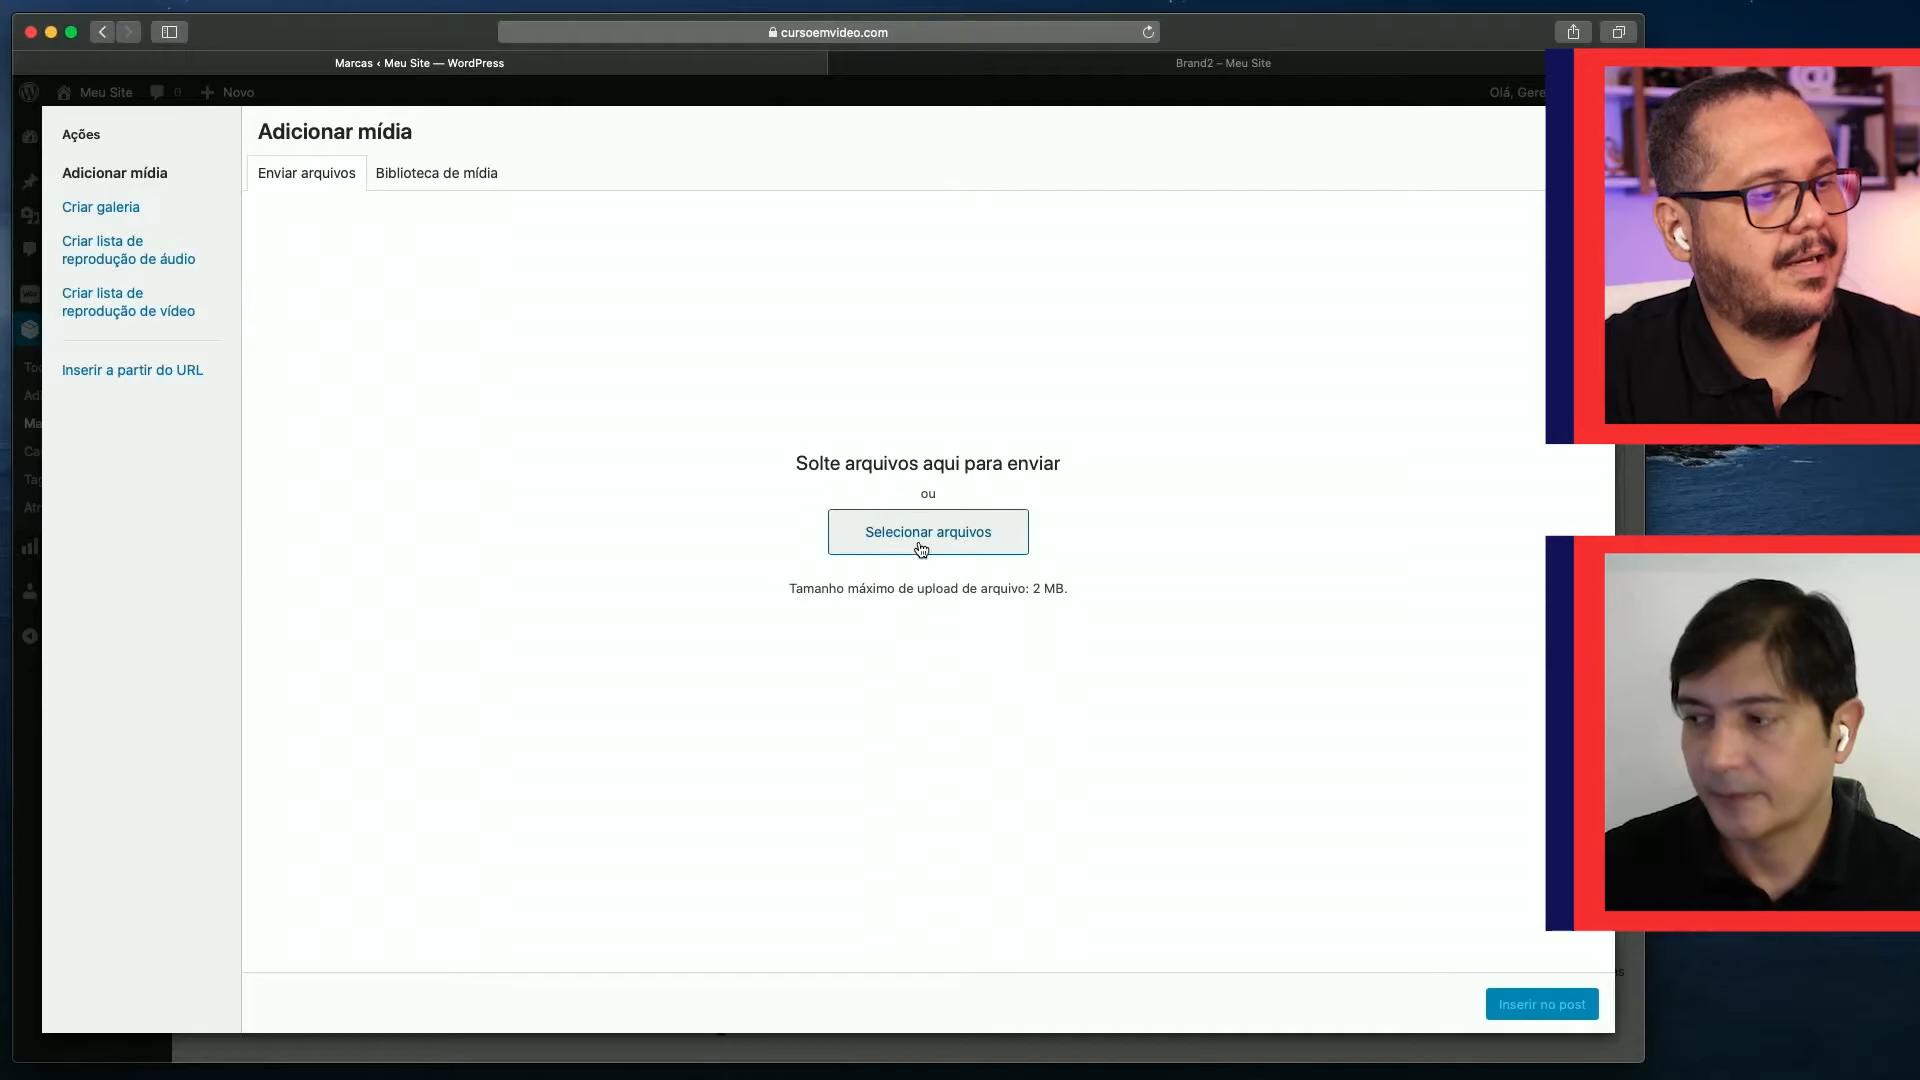 cursoemvideo.com
Marcas ‹ Meu Site — WordPress
Brand2 – Meu Site
Meu Site
0
Novo
Olá, Gere
Ações
Adicionar mídia
Criar galeria
Criar lista de
reprodução de áudio
Criar lista de
reprodução de vídeo
Inserir a partir do URL
Adicionar mídia
Enviar arquivos
Biblioteca de mídia
Solte arquivos aqui para enviar
ou
Selecionar arquivos
Tamanho máximo de upload de arquivo: 2 MB.
Inserir no post